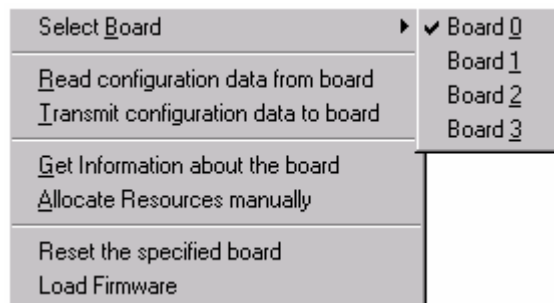 Select Board
Read configuration data from board
Transmit configuration data to board
Get Information about the board
Allocate Resources manually
Reset the specified board
Load Firmware
Board 0
Board 1
Board 2
Board 3